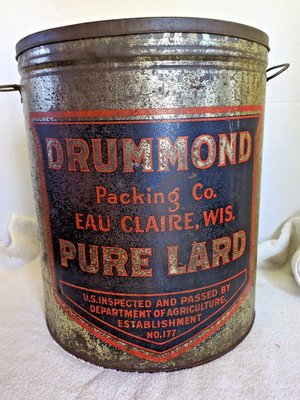 DRUMMOND
Packing Co.
EAU CLAIRE, WIS.
PURE LARD
U.S. INSPECTED AND PASSED BY
DEPARTMENT OF AGRICULTURE
ESTABLISHMENT
NO. 177